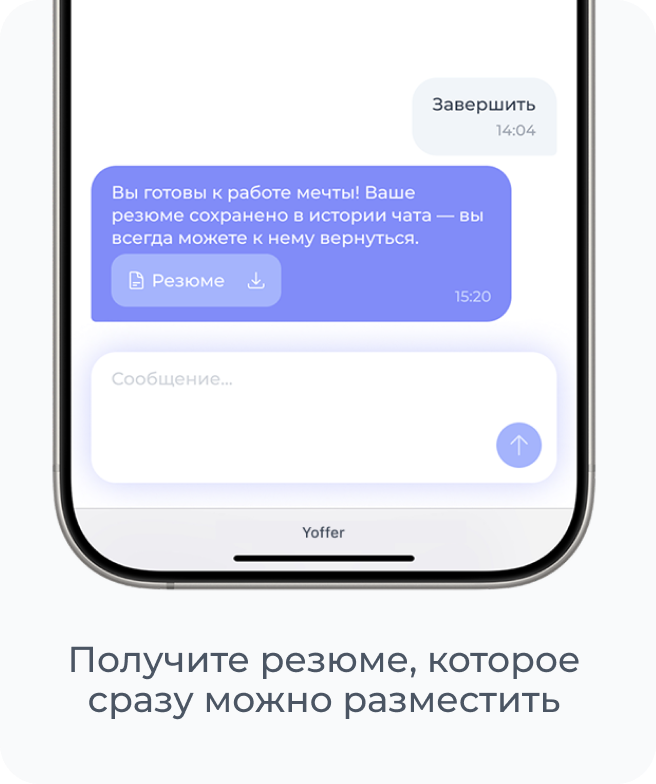 Завершить
14:04
Вы готовы к работе мечты! Ваше
резюме сохранено в истории чата — вы
всегда можете к нему вернуться.
Резюме
15:20
Сообщение...
Yoffer
Получите резюме, которое
сразу можно разместить